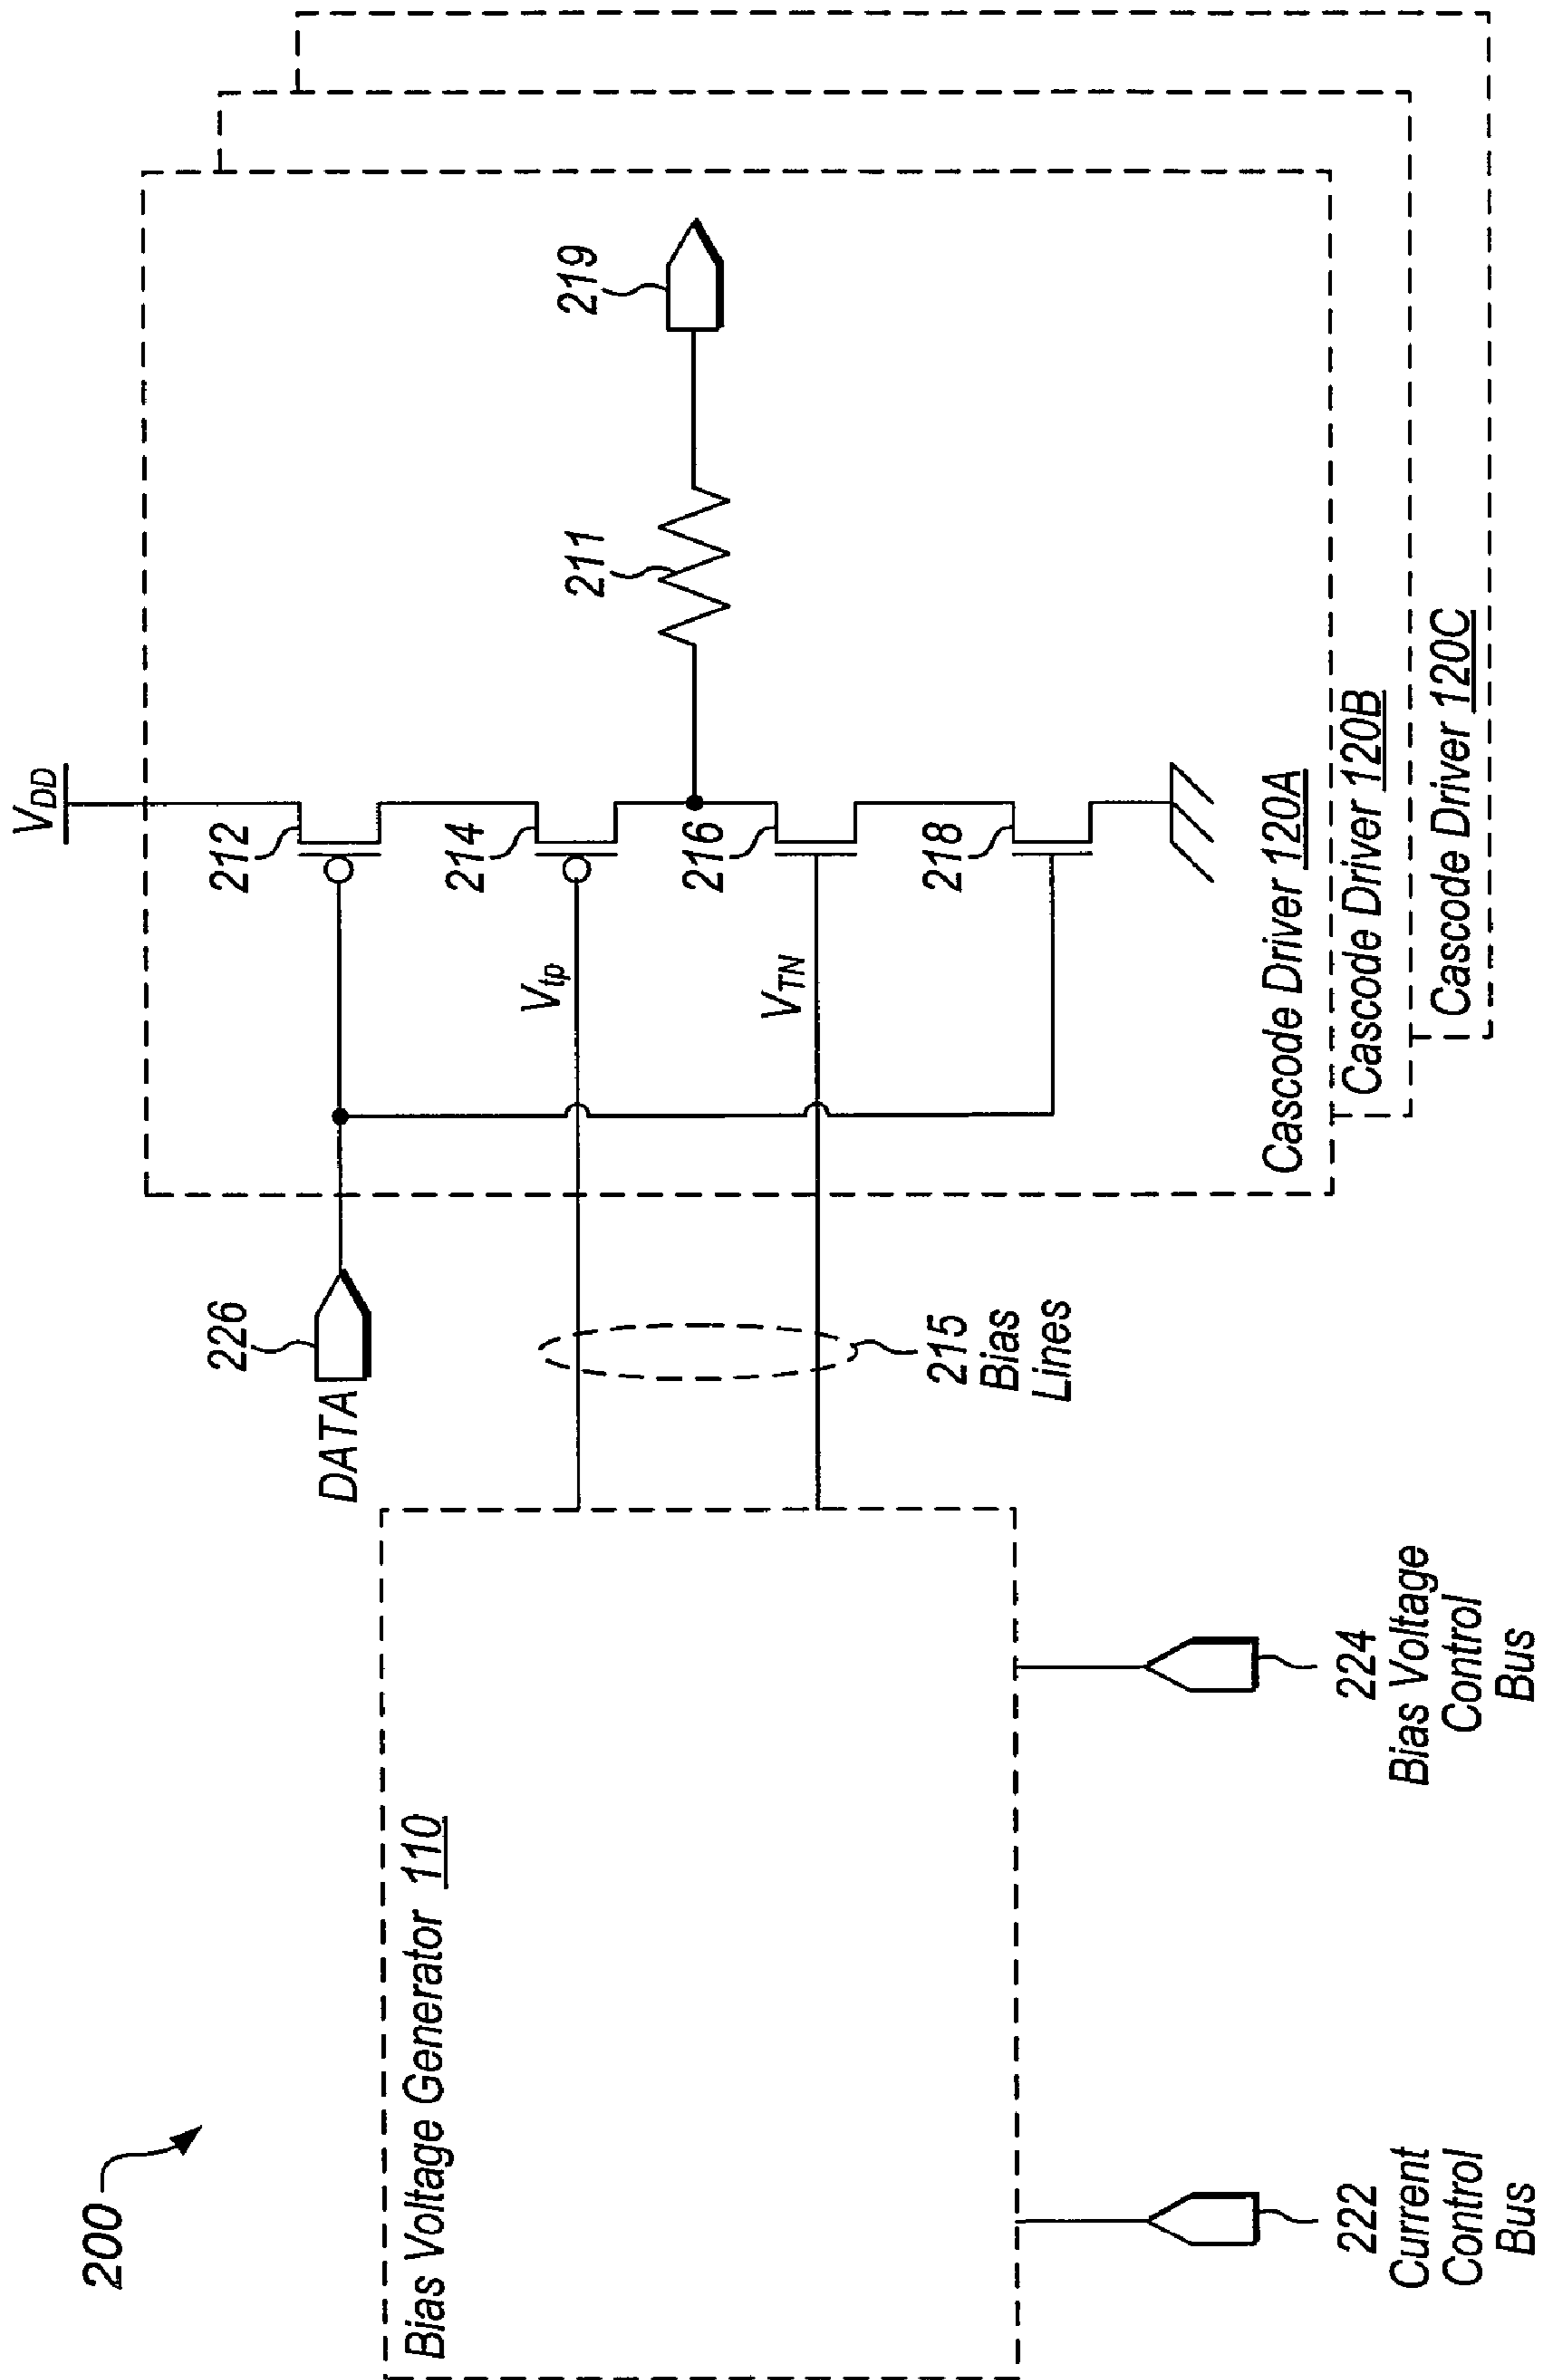 200
V_DD
212
214
216
218
211
219
226
DATA
V_tp
V_TN
215
Bias
Lines
Bias Voltage Generator 110
Cascode Driver 120A
Cascode Driver 120B
Cascode Driver 120C
222
Current
Control
Bus
224
Bias Voltage
Control
Bus